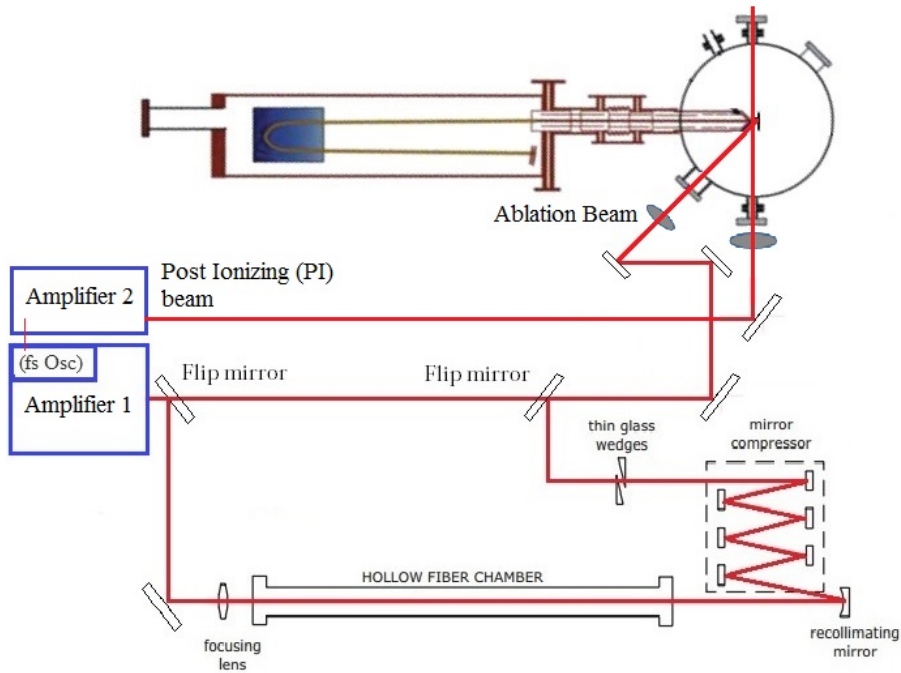 Ablation Beam
Amplifier 2
Post Ionizing (PI)
beam
(fs Osc)
Amplifier 1
Flip mirror
Flip mirror
thin glass
wedges
mirror
compressor
HOLLOW FIBER CHAMBER
focusing
lens
recollimating
mirror